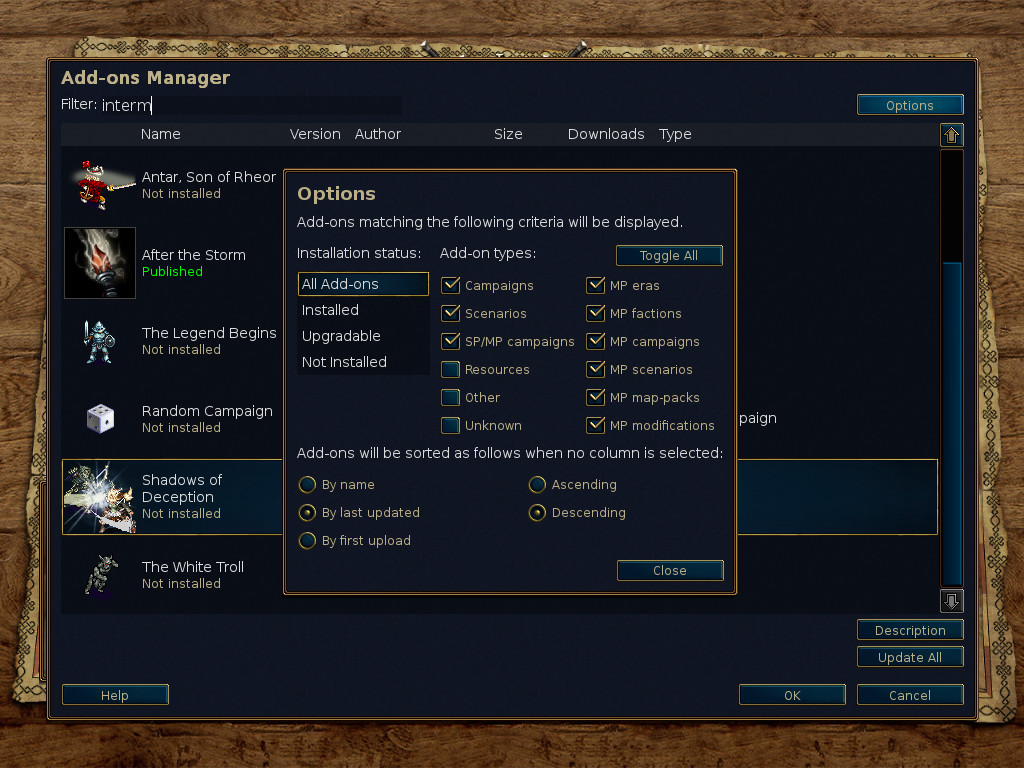 Add-ons Manager
Filter: interm
Options
Name Version Author Size Downloads Type
Antar, Son of Rheor
Not installed
After the Storm
Published
The Legend Begins
Not installed
Random Campaign
Not installed
paign
Shadows of
Deception
Not installed
The White Troll
Not installed
Options
Add-ons matching the following criteria will be displayed.
Installation status: Add-on types: Toggle All
All Add-ons
Installed
Upgradable
Not Installed
Campaigns MP eras
Scenarios MP factions
SP/MP campaigns MP campaigns
Resources MP scenarios
Other MP map-packs
Unknown MP modifications
Add-ons will be sorted as follows when no column is selected:
By name Ascending
By last updated Descending
By first upload
Close
Description
Update All
Help OK Cancel